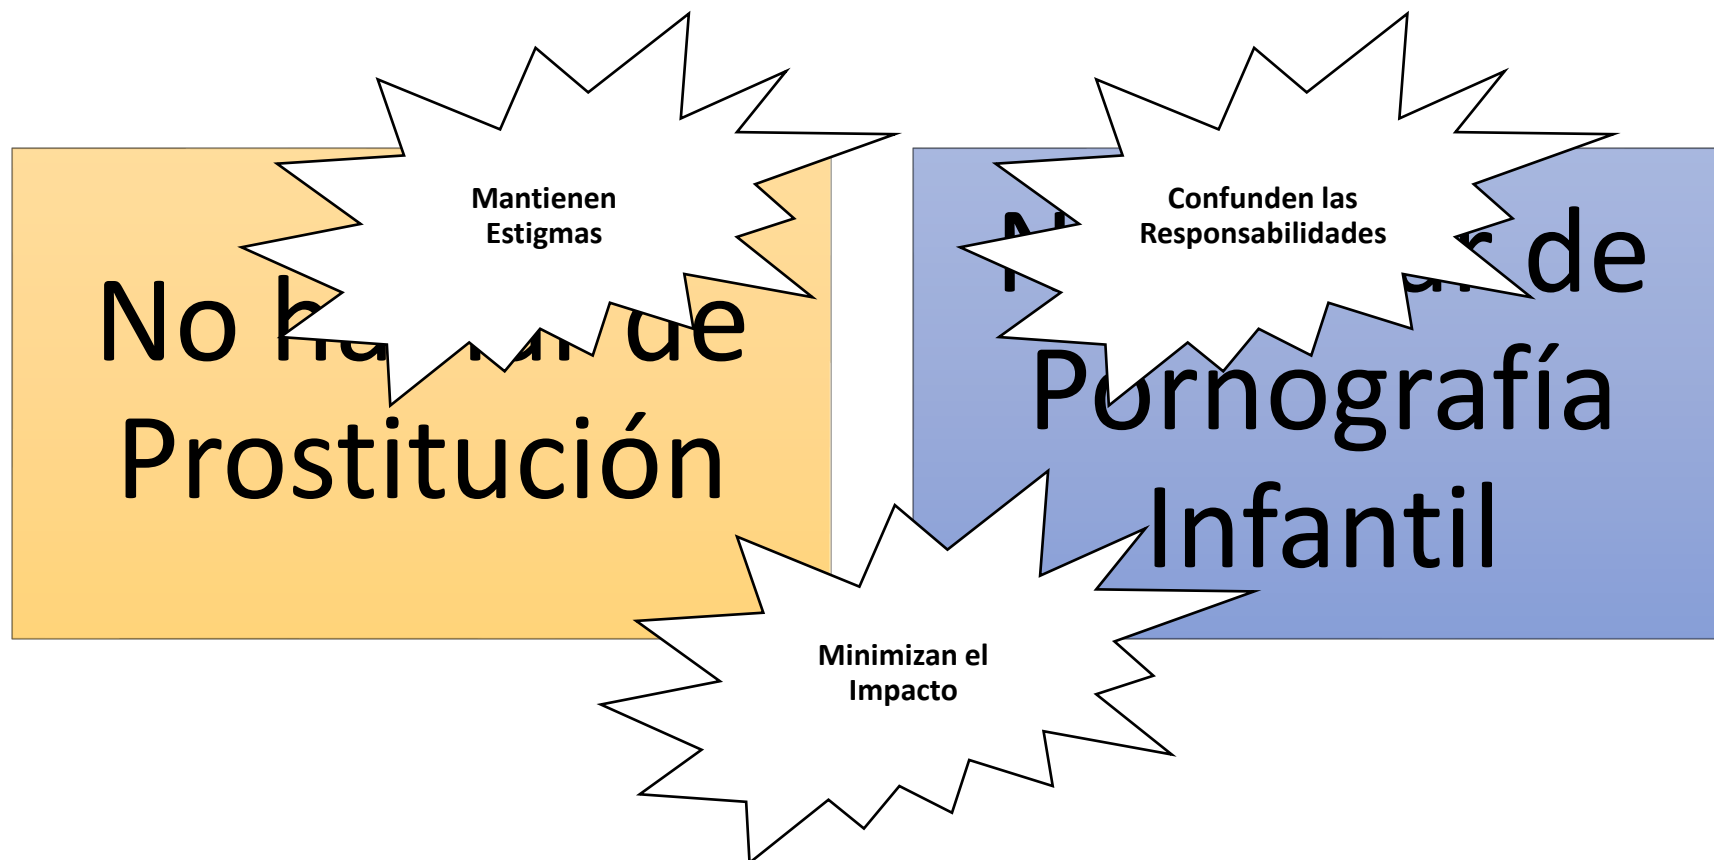 Mantienen
Estigmas
No de
Prostitución
Confunden las
Responsabilidades
de
Pornografía
Infantil
Minimizan el
Impacto